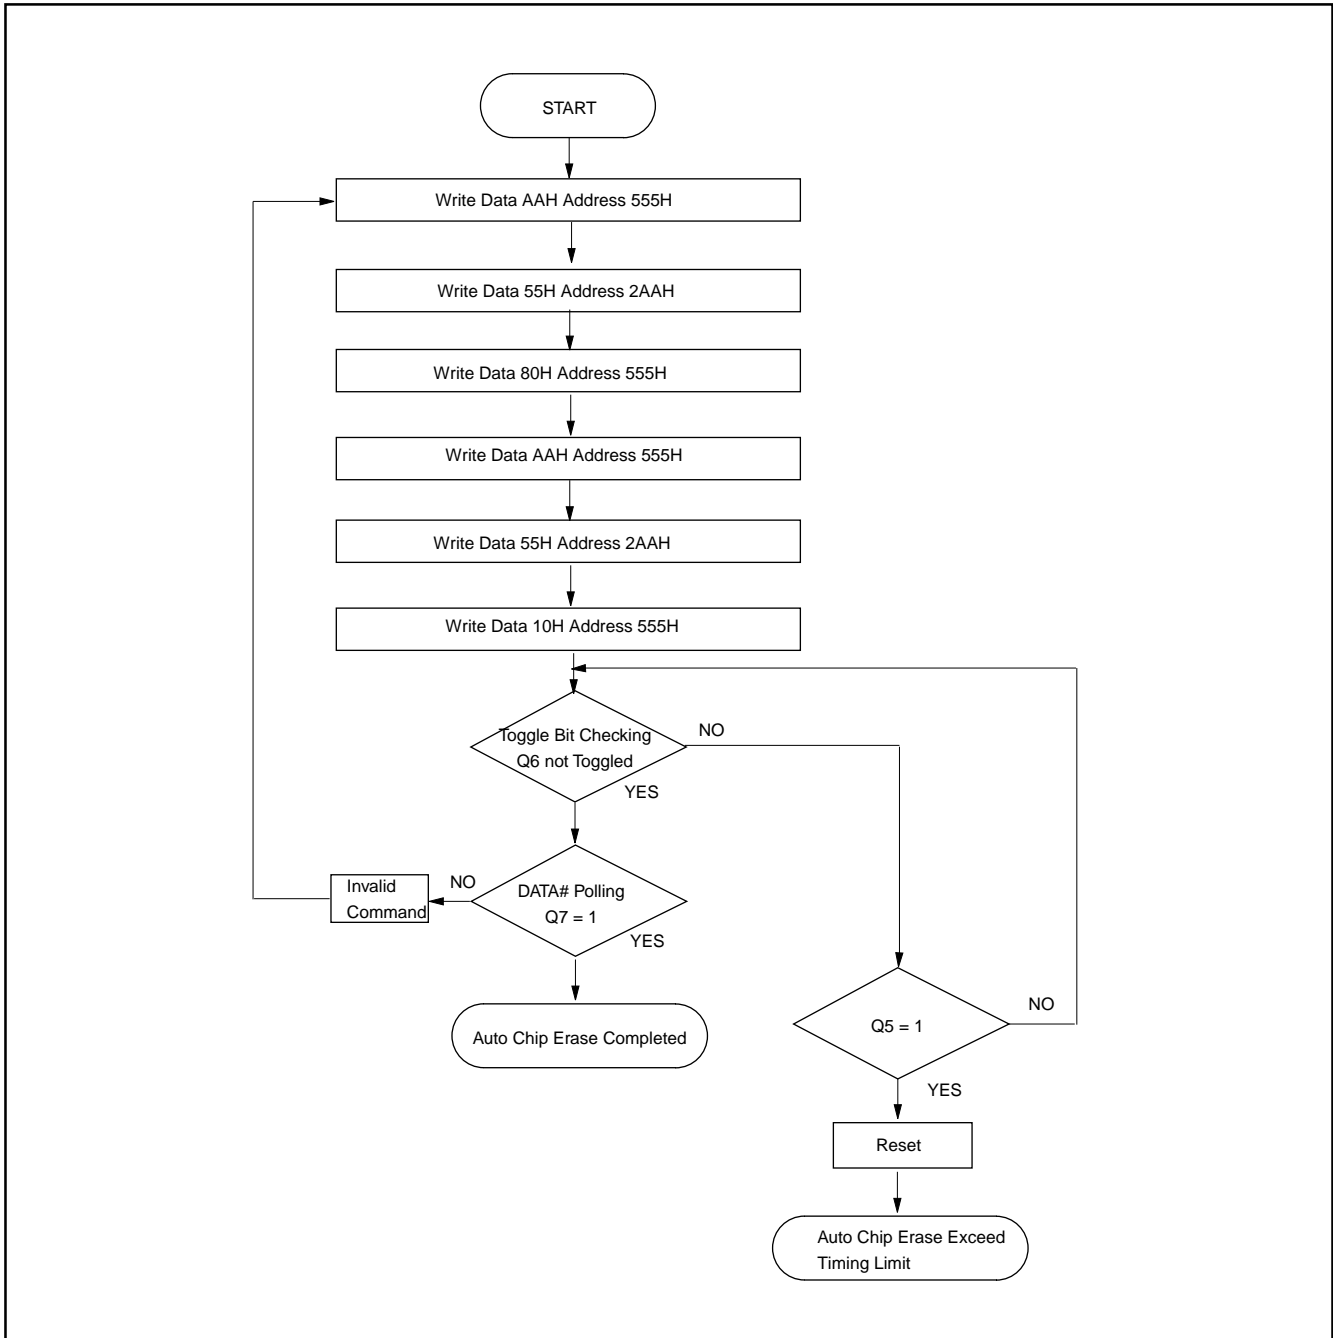 START
Write Data AAH Address 555H
Write Data 55H Address 2AAH
Write Data 80H Address 555H
Write Data AAH Address 555H
Write Data 55H Address 2AAH
Write Data 10H Address 555H
Toggle Bit Checking
Q6 not Toggled
NO
YES
Invalid
Command
NO
DATA# Polling
Q7 = 1
YES
Auto Chip Erase Completed
Q5 = 1
NO
YES
Reset
Auto Chip Erase Exceed
Timing Limit